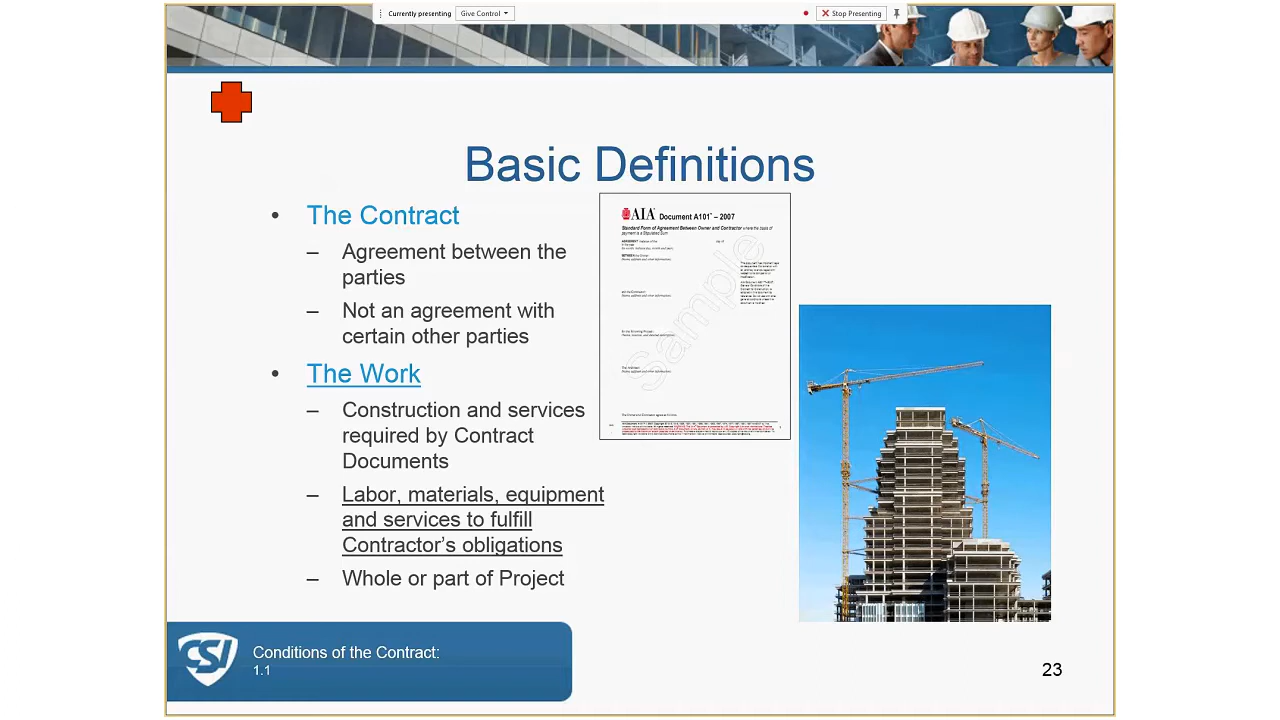 Currently presenting Give Control Stop Presenting
Basic Definitions
• The Contract
– Agreement between the
parties
– Not an agreement with
certain other parties
• The Work
– Construction and services
required by Contract
Documents
– Labor, materials, equipment
and services to fulfill
Contractor's obligations
– Whole or part of Project
AIA Document A101™ – 2007
Standard Form of Agreement Between Owner and Contractor where the basis of
payment is a Stipulated Sum
Sample
CSI
Conditions of the Contract:
1.1
23